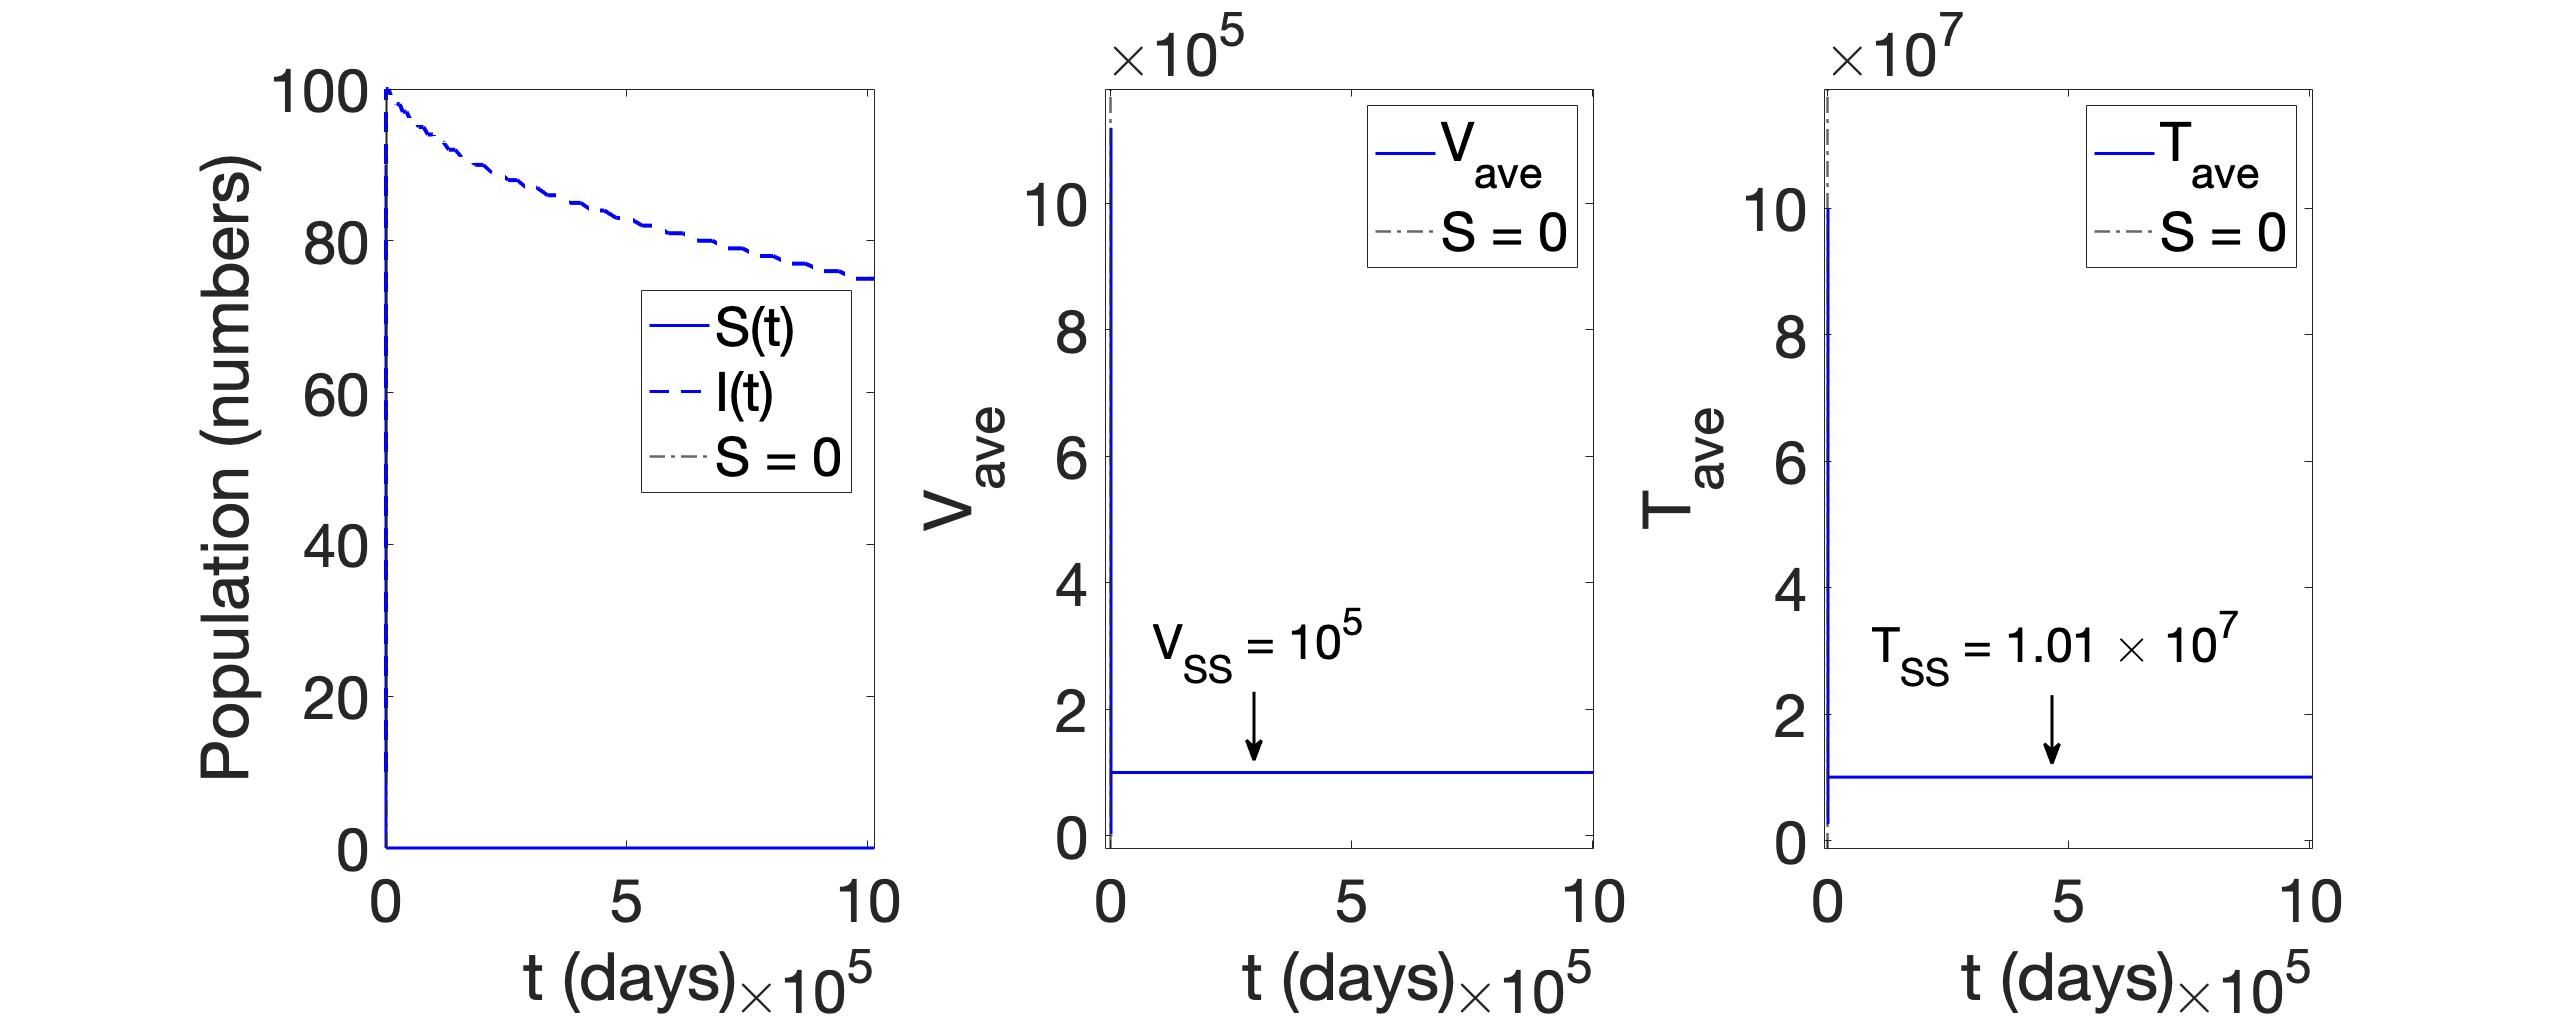 Population (numbers)
100
80
60
40
20
0
S(t)
I(t)
S = 0
0 5 10
t (days) ×10^5
×10^5
V_ave
10
8
6
4
2
0
V_ave
S = 0
V_SS = 10^5
0 5 10
t (days) ×10^5
×10^7
T_ave
10
8
6
4
2
0
T_ave
S = 0
T_SS = 1.01 × 10^7
0 5 10
t (days) ×10^5